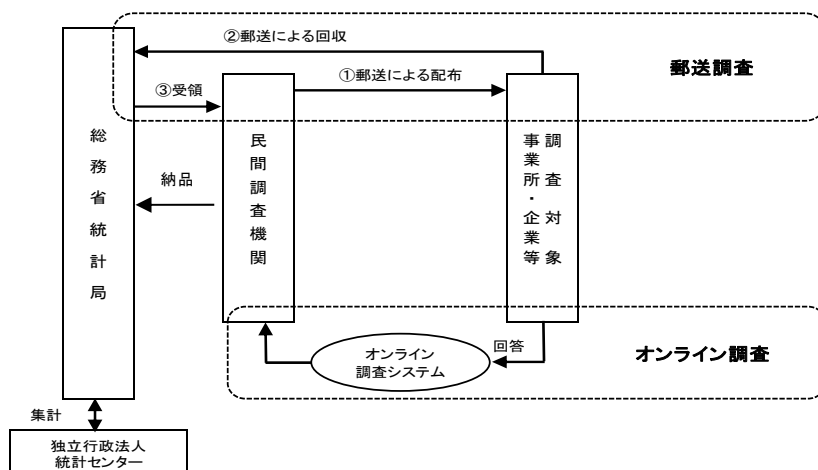 ②郵送による回収
郵送調査
①郵送による配布
③受領
総務省統計局
民間調査機関
調査対象
事業所・企業等
納品
回答
オンライン
調査システム
オンライン調査
集計
独立行政法人
統計センター